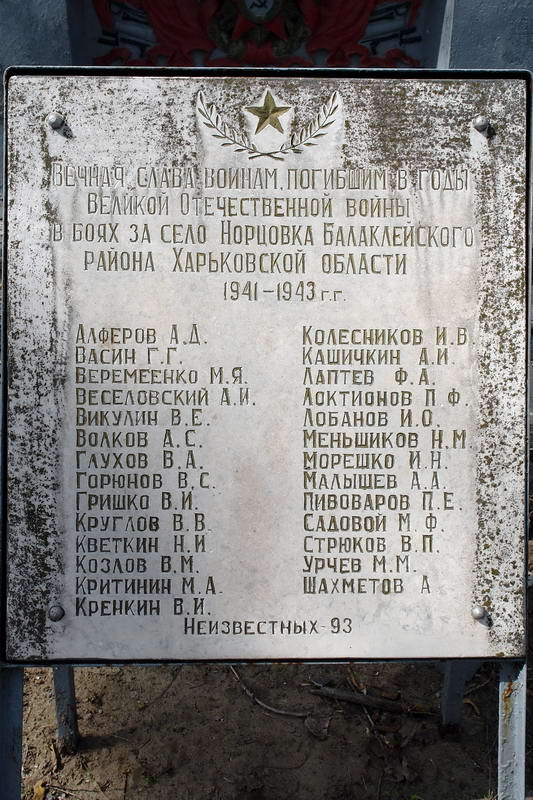 Вечная слава воинам, погибшим в годы
Великой Отечественной войны
в боях за село Норцовка Балаклейского
района Харьковской области
1941-1943 г.г.
Алферов А.Д.
Васин Г.Г.
Веремеенко М.Я.
Веселовский А.И.
Викулин В.Е.
Волков А.С.
Глухов В.А.
Горюнов В.С.
Гришко В.И.
Круглов В.В.
Кветкин Н.И
Козлов В.М.
Критинин М.А.
Кренкин В.И.
Колесников И.В.
Кашичкин А.И
Лаптев Ф.А.
Локтионов П.Ф.
Лобанов И.О.
Меньшиков Н.М.
Морешко И.Н.
Малышев А.А.
Пивоваров П.Е.
Садовой М.Ф.
Стрюков В.П.
Урчев М.М.
Шахметов А
Неизвестных-93